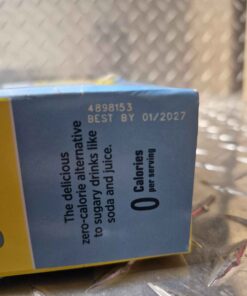 4898153
BEST BY 01/2027
The delicious
zero-calorie alternative
to sugary drinks like
soda and juice.
0 Calories
per serving